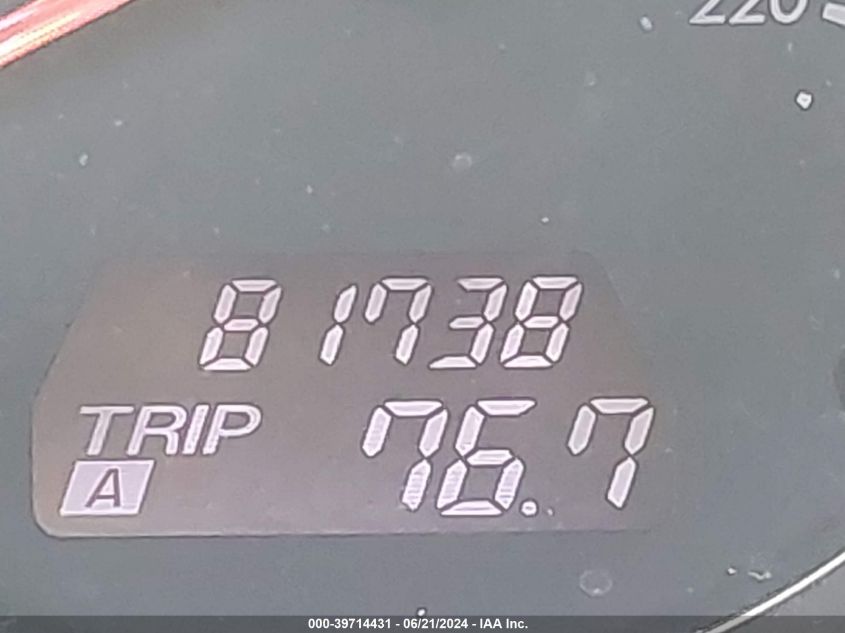 220
81738
TRIP 76.7
A
000-39714431 - 06/21/2024 - IAA Inc.